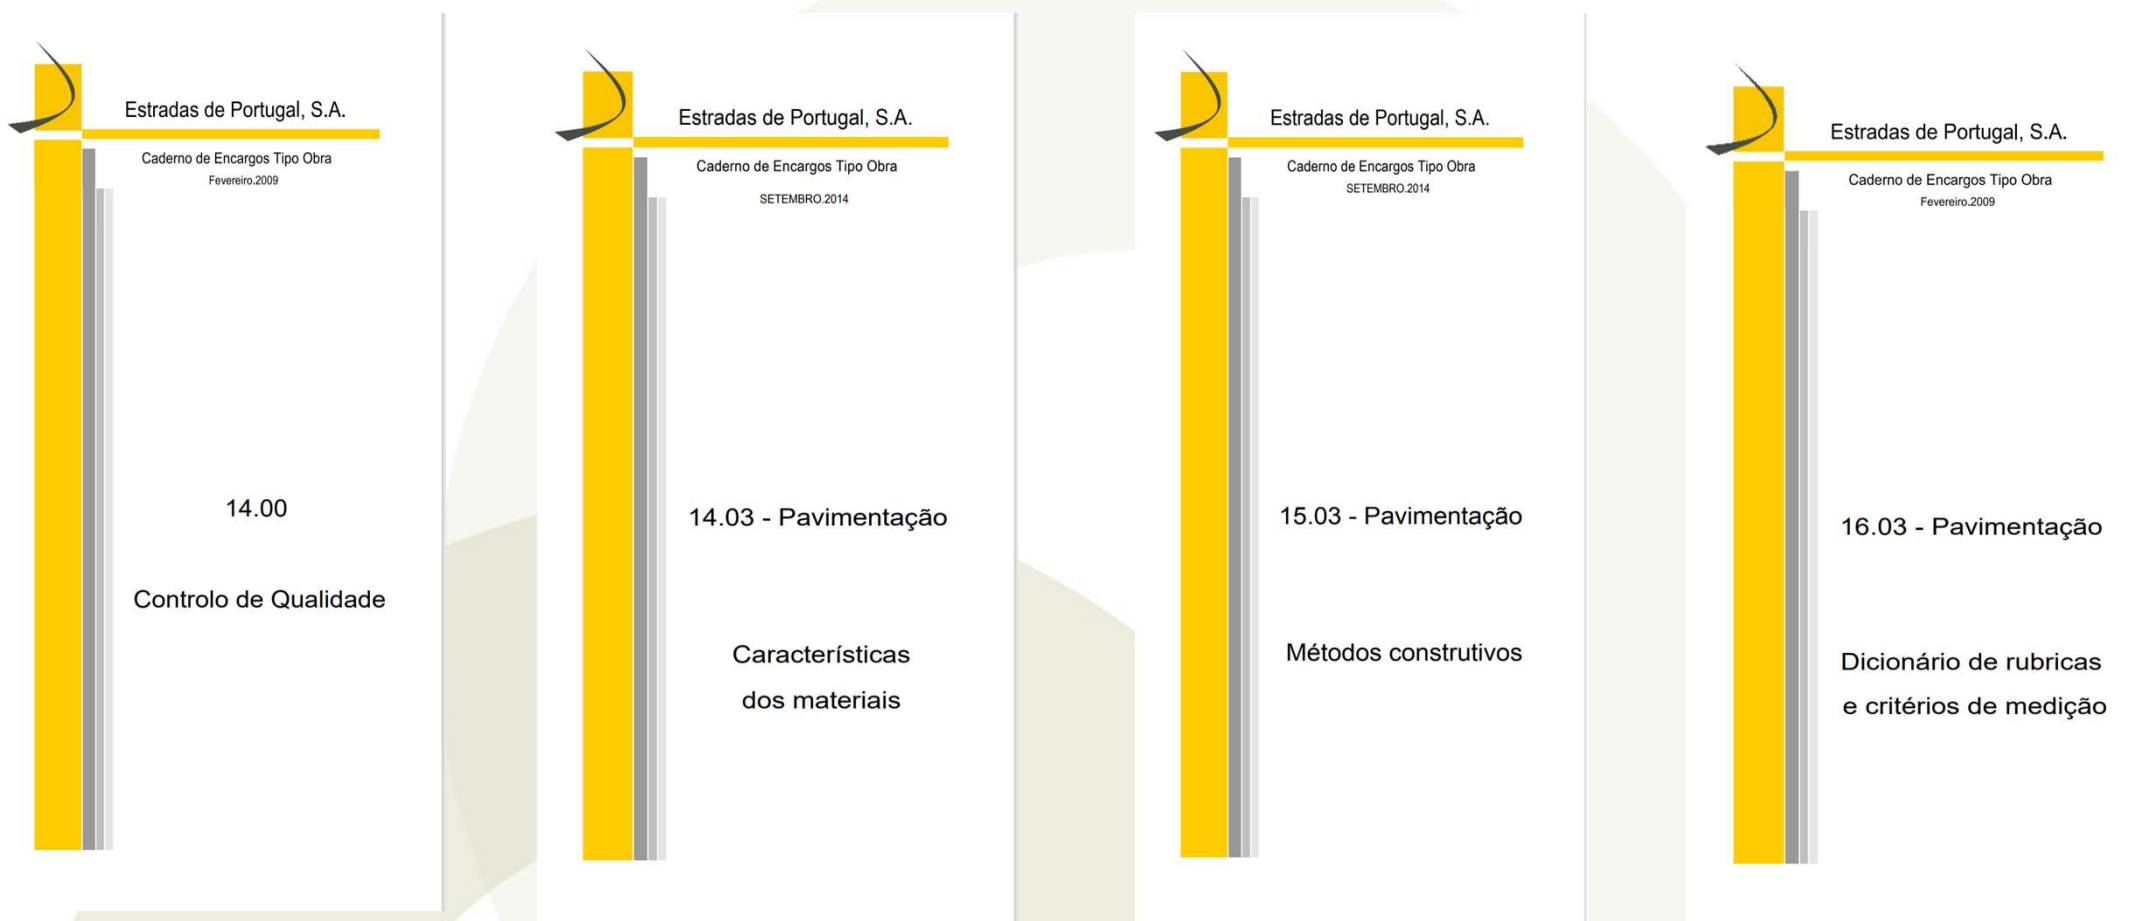 Estradas de Portugal, S.A.
Caderno de Encargos Tipo Obra
Fevereiro.2009
14.00
Controlo de Qualidade
Estradas de Portugal, S.A.
Caderno de Encargos Tipo Obra
SETEMBRO.2014
14.03 - Pavimentação
Características
dos materiais
Estradas de Portugal, S.A.
Caderno de Encargos Tipo Obra
SETEMBRO.2014
15.03 - Pavimentação
Métodos construtivos
Estradas de Portugal, S.A.
Caderno de Encargos Tipo Obra
Fevereiro.2009
16.03 - Pavimentação
Dicionário de rubricas
e critérios de medição